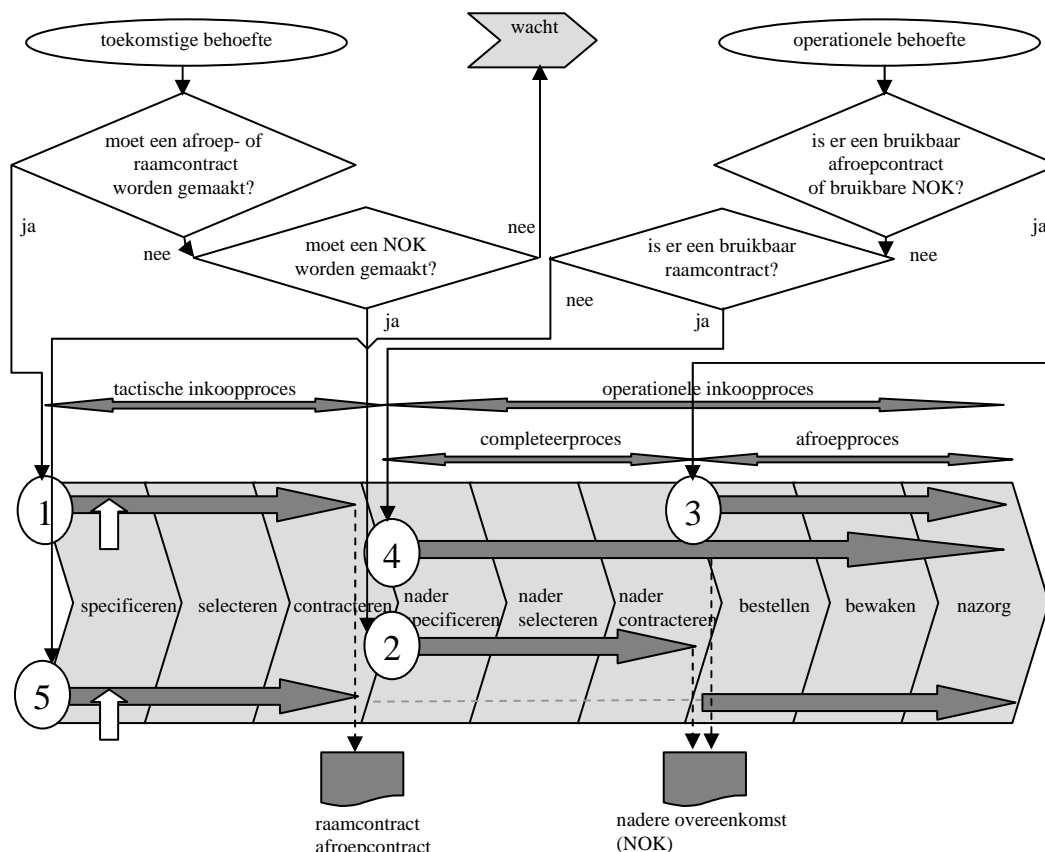 toekomstige behoefte
wacht
operationele behoefte
moet een afroep- of
raamcontract
worden gemaakt?
is er een bruikbaar
afroepcontract
of bruikbare NOK?
ja
nee
moet een NOK
worden gemaakt?
nee
is er een bruikbaar
raamcontract?
nee
ja
nee
ja
ja
tactische inkoopproces
operationele inkoopproces
completeerproces
afroepproces
1
3
4
specificeren
selecteren
contracteren
nader
specificeren
nader
selecteren
nader
contracteren
bestellen
bewaken
nazorg
2
5
raamcontract
afroepcontract
nadere overeenkomst
(NOK)